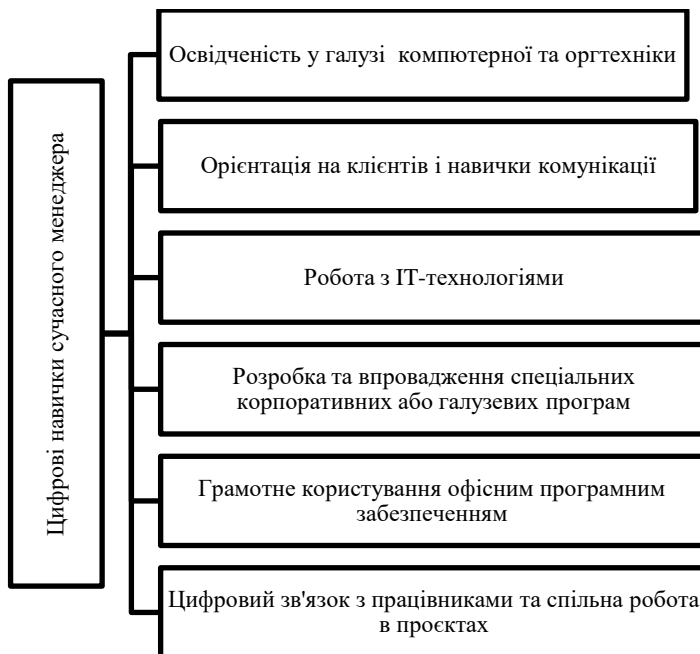 Цифрові навички сучасного менеджера
Освідченість у галузі компютерної та оргтехніки
Орієнтація на клієнтів і навички комунікації
Робота з ІТ-технологіями
Розробка та впровадження спеціальних
корпоративних або галузевих програм
Грамотне користування офісним програмним
забезпеченням
Цифровий зв'язок з працівниками та спільна робота
в проєктах